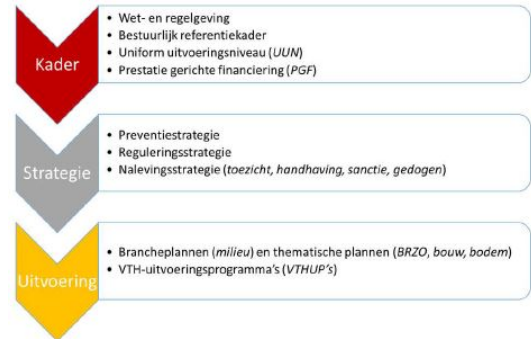 Kader
• Wet- en regelgeving
• Bestuurlijk referentiekader
• Uniform uitvoeringsniveau (UUN)
• Prestatie gerichte financiering (PGF)
Strategie
• Preventiestrategie
• Reguleringsstrategie
• Nalevingsstrategie (toezicht, handhaving, sanctie, gedogen)
Uitvoering
• Brancheplannen (milieu) en thematische plannen (BRZO, bouw, bodem)
• VTH-uitvoeringsprogramma's (VTHUP's)